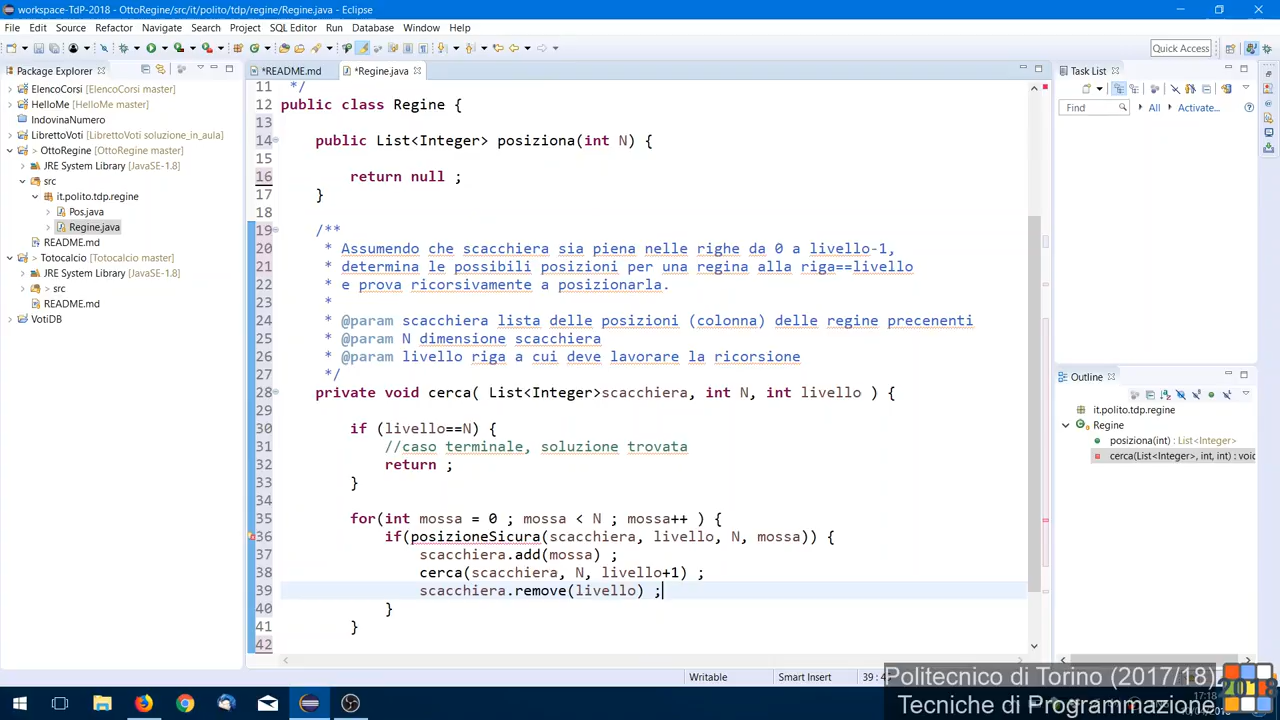 workspace-TdP-2018 - OttoRegine/src/it/polito/tdp/regine/Regine.java - Eclipse
File Edit Source Refactor Navigate Search Project SQL Editor Run Database Window Help
Quick Access
Package Explorer
*README.md
*Regine.java
Task List
ElencoCorsi [ElencoCorsi master]
HelloMe [HelloMe master]
IndovinaNumero
LibrettoVoti [LibrettoVoti soluzione_in_aula]
> OttoRegine [OttoRegine master]
JRE System Library [JavaSE-1.8]
src
it.polito.tdp.regine
Pos.java
Regine.java
README.md
> Totocalcio [Totocalcio master]
JRE System Library [JavaSE-1.8]
> src
README.md
VotiDB
11 */
12 public class Regine {
13
14 public List<Integer> posiziona(int N) {
15
16 return null ;
17 }
18
19 /**
20 * Assumendo che scacchiera sia piena nelle righe da 0 a livello-1,
21 * determina le possibili posizioni per una regina alla riga==livello
22 * e prova ricorsivamente a posizionarla.
23 *
24 * @param scacchiera lista delle posizioni (colonna) delle regine precenenti
25 * @param N dimensione scacchiera
26 * @param livello riga a cui deve lavorare la ricorsione
27 */
28 private void cerca( List<Integer>scacchiera, int N, int livello ) {
29
30 if (livello==N) {
31 //caso terminale, soluzione trovata
32 return ;
33 }
34
35 for(int mossa = 0 ; mossa < N ; mossa++ ) {
36 if(posizioneSicura(scacchiera, livello, N, mossa)) {
37 scacchiera.add(mossa) ;
38 cerca(scacchiera, N, livello+1) ;
39 scacchiera.remove(livello) ;
40 }
41 }
42
Find
All
Activate...
Outline
it.polito.tdp.regine
Regine
posiziona(int) : List<Integer>
cerca(List<Integer>, int, int) : void
Writable
Smart Insert
39 : 4
Politecnico di Torino (2017/18)
Tecniche di Programmazione
2018
17:18